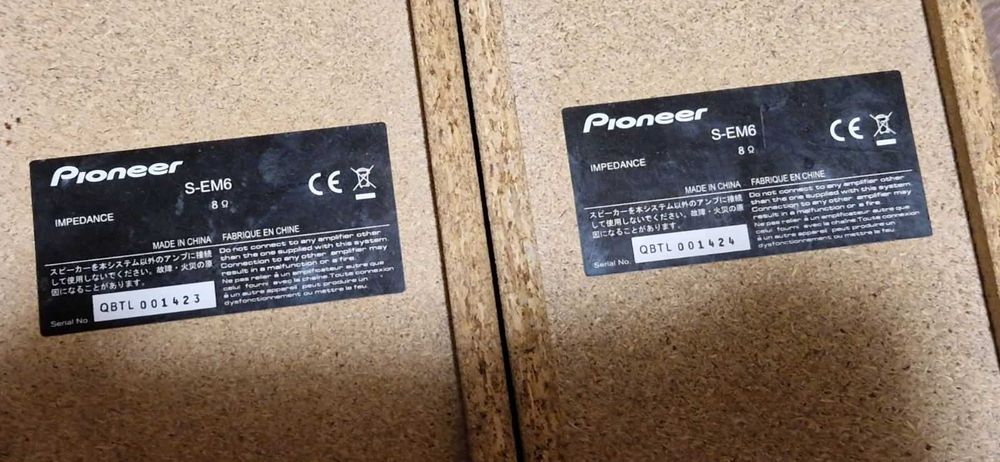 Pioneer
S-EM6
IMPEDANCE
8 Ω
CE
MADE IN CHINA
FABRIQUE EN CHINE
スピーカーを本システム以外のアンプに接続
して使用しないでください。故障・火災の原
因になることがあります。
Do not connect to any amplifier other
than the one supplied with this system.
Connection to any other amplifier may
result in a malfunction or a fire.
Ne pas relier à un amplificateur autre que
celui fourni avec la chaîne. Toute connexion
à un autre appareil peut produire un
dysfonctionnement ou mettre le feu.
Serial No
QBTL001423
Pioneer
S-EM6
IMPEDANCE
8 Ω
CE
MADE IN CHINA
FABRIQUE EN CHINE
スピーカーを本システム以外のアンプに接続
して使用しないでください。故障・火災の原
因になることがあります。
Do not connect to any amplifier other
than the one supplied with this system.
Connection to any other amplifier may
result in a malfunction or a fire.
Ne pas relier à un amplificateur autre que
celui fourni avec la chaîne. Toute connexion
à un autre appareil peut produire un
dysfonctionnement ou mettre le feu.
Serial No
QBTL001424